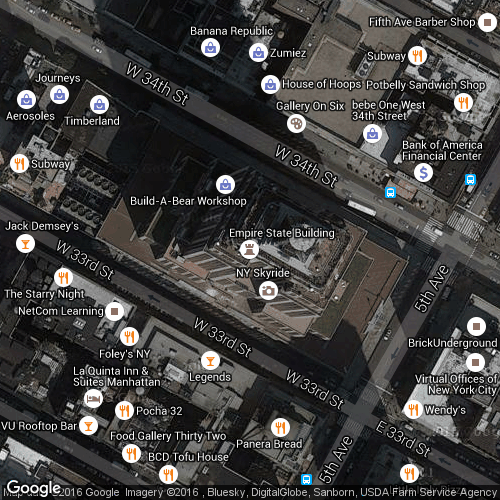 Fifth Ave Barber Shop
Banana Republic
Zumiez
Subway
W 34th St
Journeys
House of Hoops
Potbelly Sandwich Shop
Aerosoles
Timberland
Gallery On Six
bebe One West
34th Street
Bank of America
Financial Center
Subway
W 34th St
Build-A-Bear Workshop
Jack Demsey's
Empire State Building
W 33rd St
NY Skyride
5th Ave
The Starry Night
NetCom Learning
W 33rd St
BrickUnderground
Foley's NY
Legends
La Quinta Inn &
Suites Manhattan
W 33rd St
Virtual Offices of
New York City
Pocha 32
Wendy's
VU Rooftop Bar
Food Gallery Thirty Two
Panera Bread
E 33rd St
BCD Tofu House
5th Ave
Google
Imagery ©2016 , Bluesky, DigitalGlobe, Sanborn, USDA Farm Service Agency